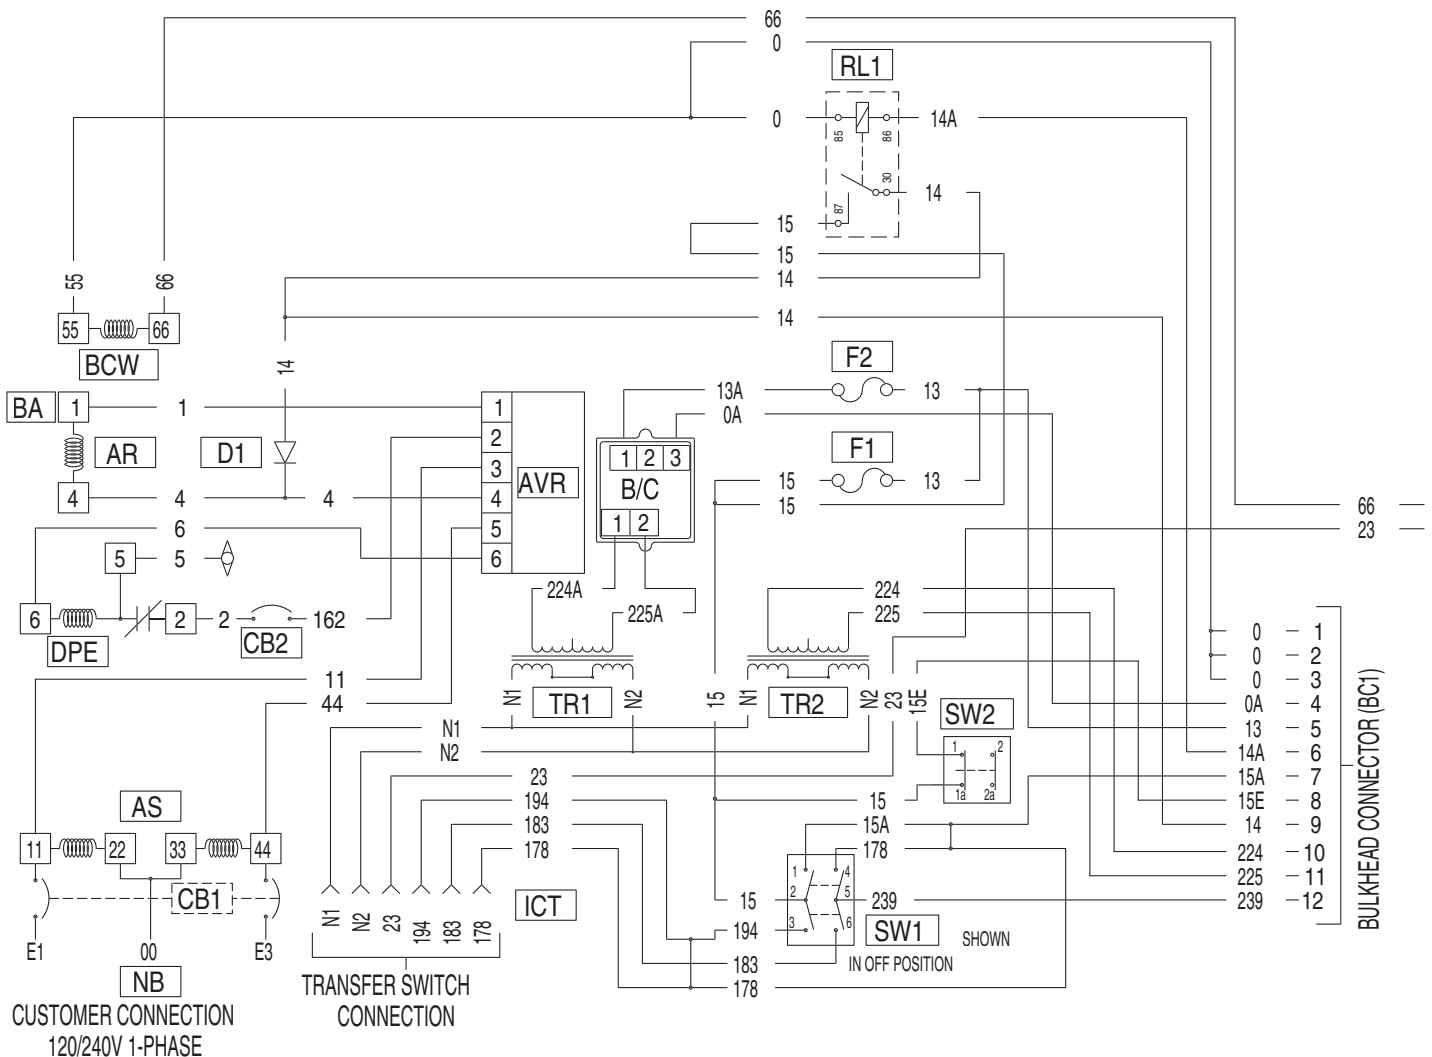 66
0
RL1
0
85
86
14A
30
14
87
15
15
14
14
55
66
55
66
BCW
14
F2
13A
13
0A
BA
1
1
1
AR
D1
2
3
AVR
4
4
4
4
5
6
1 2 3
B/C
1 2
F1
15
13
15
66
23
6
5
5
6
2
2
162
DPE
CB2
224A
225A
224
225
11
44
N1
N2
TR1
15
N1
N2
TR2
23
15E
SW2
1
2
1a
2a
N1
N2
23
194
183
178
15
15A
178
0
1
0
2
0
3
0A
4
13
5
14A
6
15A
7
15E
8
14
9
224
10
225
11
239
12
BULKHEAD CONNECTOR (BC1)
AS
11
22
33
44
CB1
E1
00
E3
NB
CUSTOMER CONNECTION
120/240V 1-PHASE
N1
N2
23
194
183
178
ICT
TRANSFER SWITCH
CONNECTION
1
4
15
2
5
239
194
3
6
SW1
SHOWN
IN OFF POSITION
183
178